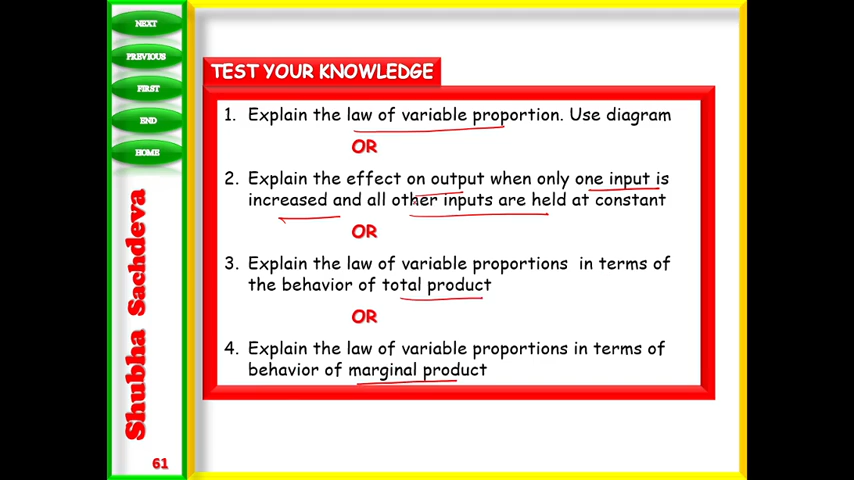 NEXT
PREVIOUS
FIRST
END
HOME
Shubha Sachdeva
61
TEST YOUR KNOWLEDGE
1. Explain the law of variable proportion. Use diagram
OR
2. Explain the effect on output when only one input is
increased and all other inputs are held at constant
OR
3. Explain the law of variable proportions in terms of
the behavior of total product
OR
4. Explain the law of variable proportions in terms of
behavior of marginal product